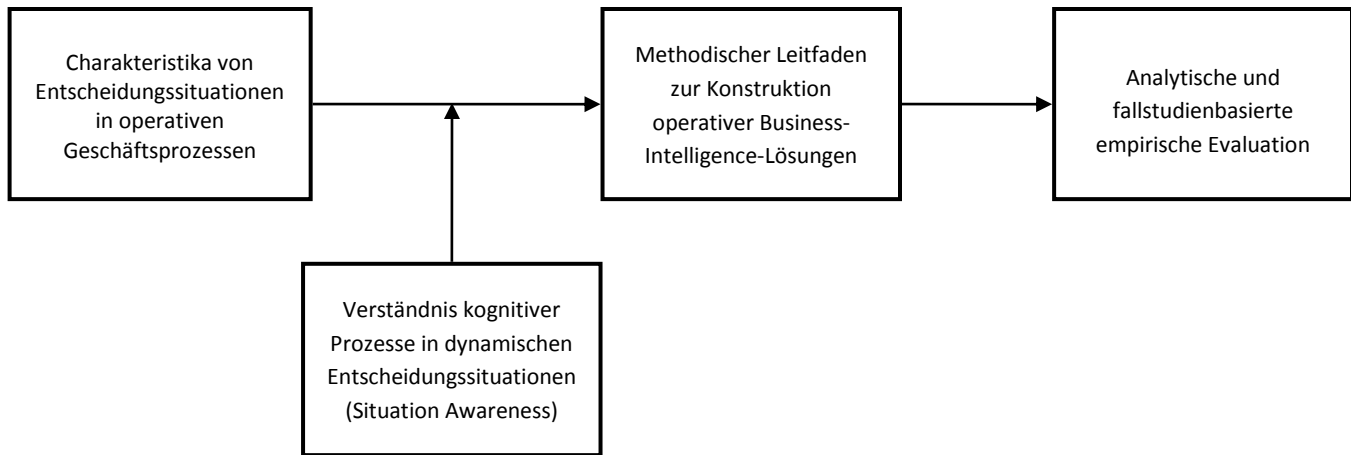 Charakteristika von
Entscheidungssituationen
in operativen
Geschäftsprozessen
Methodischer Leitfaden
zur Konstruktion
operativer Business-
Intelligence-Lösungen
Analytische und
fallstudienbasierte
empirische Evaluation
Verständnis kognitiver
Prozesse in dynamischen
Entscheidungssituationen
(Situation Awareness)